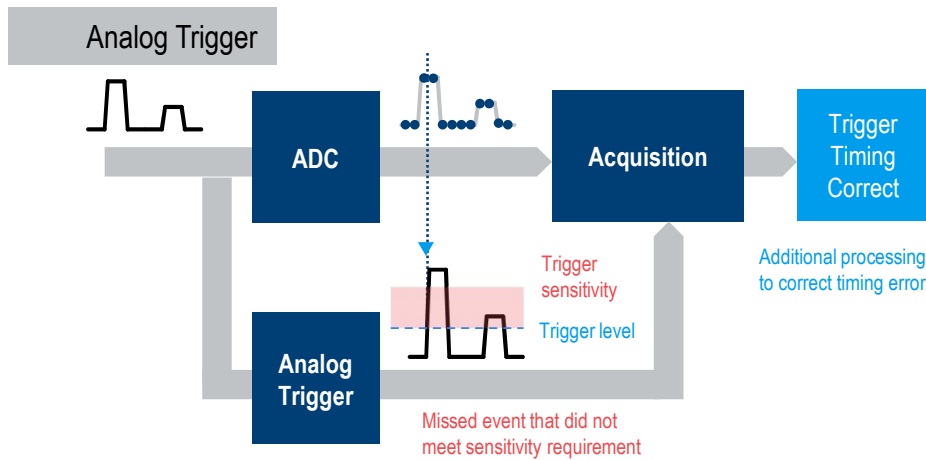 Analog Trigger
ADC
Acquisition
Trigger
Timing
Correct
Additional processing
to correct timing error
Trigger
sensitivity
Trigger level
Analog
Trigger
Missed event that did not
meet sensitivity requirement